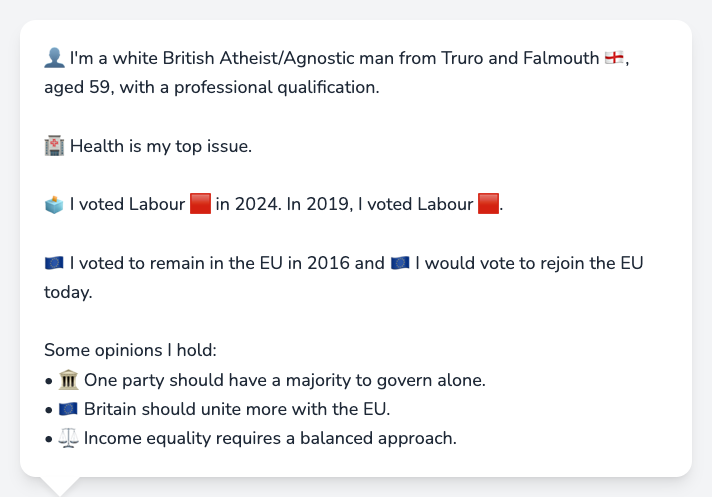 👤 I'm a white British Atheist/Agnostic man from Truro and Falmouth 🏴󠁧󠁢󠁥󠁮󠁧󠁿,
aged 59, with a professional qualification.
🏥 Health is my top issue.
🗳️ I voted Labour 🟥 in 2024. In 2019, I voted Labour 🟥.
🇪🇺 I voted to remain in the EU in 2016 and 🇪🇺 I would vote to rejoin the EU
today.
Some opinions I hold:
• 🏛️ One party should have a majority to govern alone.
• 🇪🇺 Britain should unite more with the EU.
• ⚖️ Income equality requires a balanced approach.